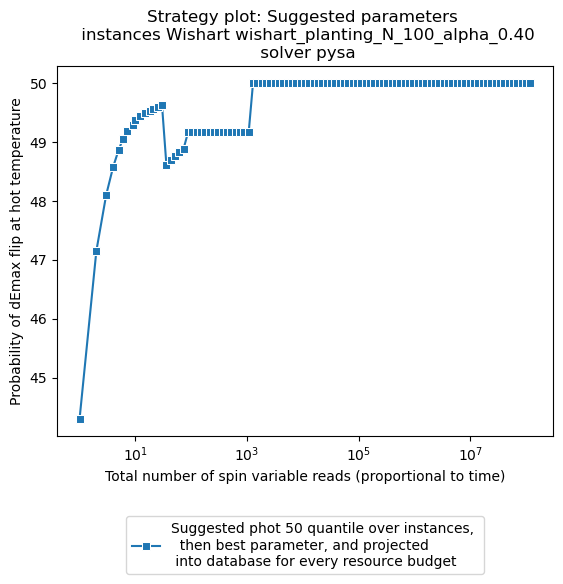 Strategy plot: Suggested parameters
instances Wishart wishart_planting_N_100_alpha_0.40
solver pysa
Probability of dEmax flip at hot temperature
50
49
48
47
46
45
10^1
10^3
10^5
10^7
Total number of spin variable reads (proportional to time)
Suggested phot 50 quantile over instances,
then best parameter, and projected
into database for every resource budget